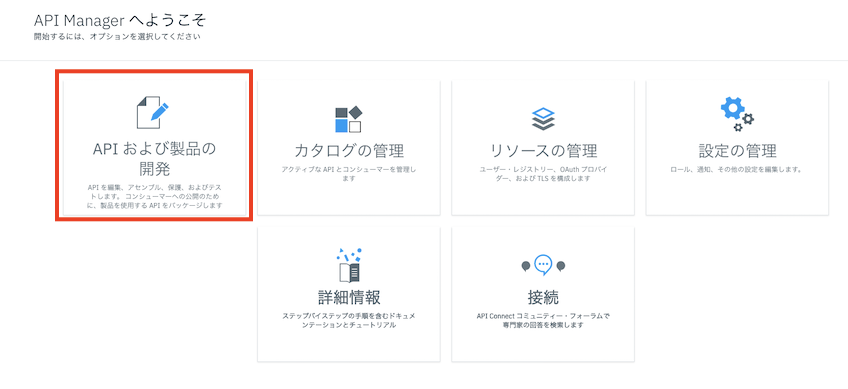 API Manager へようこそ
開始するには、オプションを選択してください
API および製品の
開発
API を編集、アセンブル、保護、およびテス
トします。 コンシューマーへの公開のため
に、製品を使用する API をパッケージします
カタログの管理
アクティブな API とコンシューマーを管理し
ます
リソースの管理
ユーザー・レジストリー、OAuth プロバイ
ダー、および TLS を構成します
設定の管理
ロール、通知、その他の設定を編集します。
詳細情報
ステップバイステップの手順を含むドキュメ
ンテーションとチュートリアル
接続
API Connect コミュニティー・フォーラムで
専門家の回答を検索します